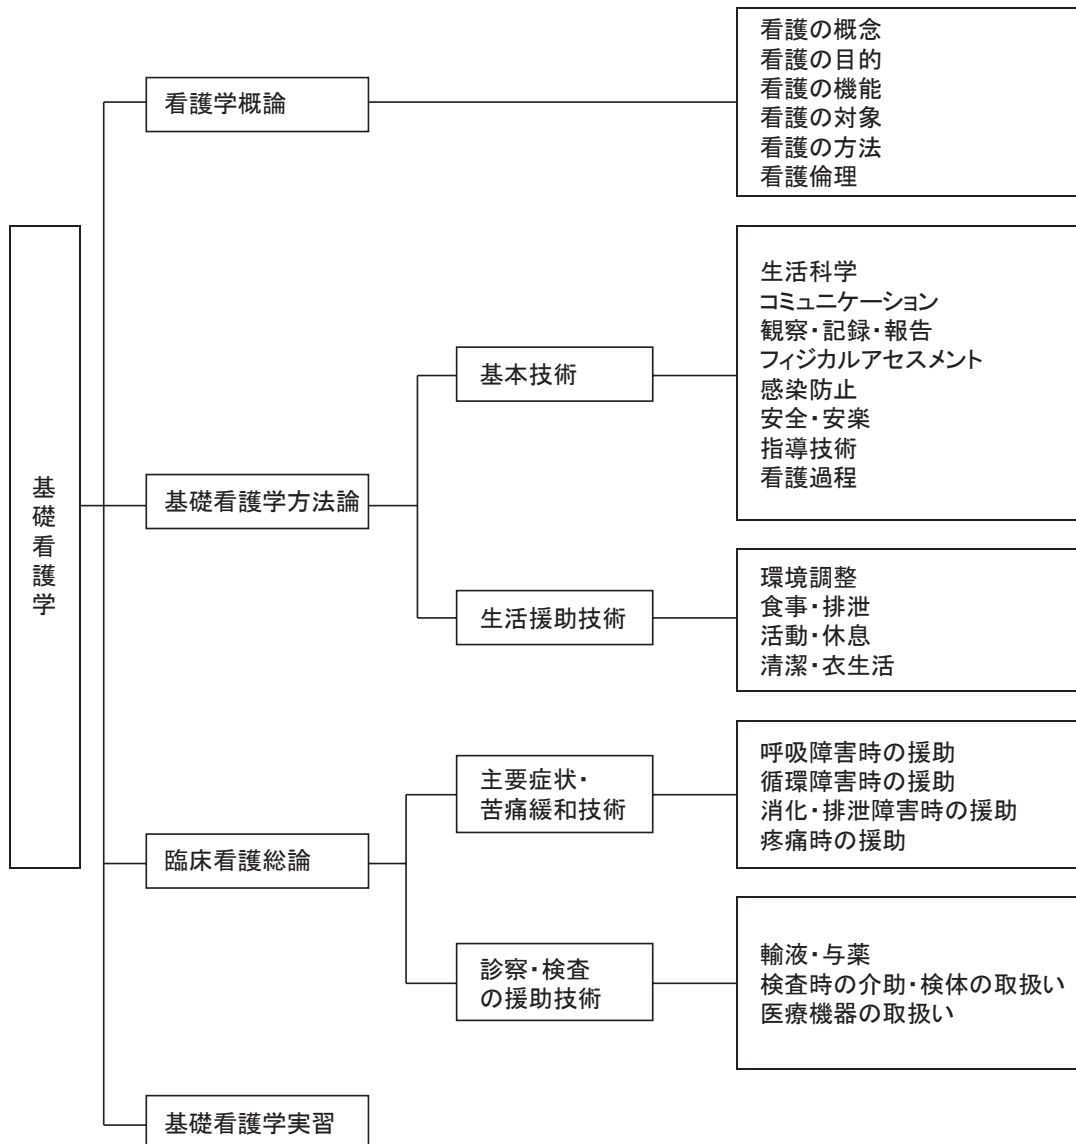 基礎看護学
看護学概論
看護の概念
看護の目的
看護の機能
看護の対象
看護の方法
看護倫理
基礎看護学方法論
基本技術
生活科学
コミュニケーション
観察・記録・報告
フィジカルアセスメント
感染防止
安全・安楽
指導技術
看護過程
生活援助技術
環境調整
食事・排泄
活動・休息
清潔・衣生活
臨床看護総論
主要症状・
苦痛緩和技術
呼吸障害時の援助
循環障害時の援助
消化・排泄障害時の援助
疼痛時の援助
診察・検査
の援助技術
輸液・与薬
検査時の介助・検体の取扱い
医療機器の取扱い
基礎看護学実習